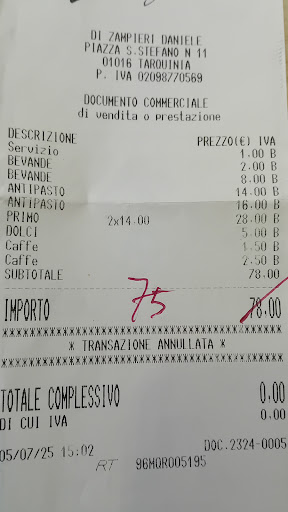 DI ZAMPIERI DANIELE
PIAZZA S.STEFANO N 11
01016 TARQUINIA
P. IVA 02098770569
DOCUMENTO COMMERCIALE
di vendita o prestazione
DESCRIZIONE PREZZO(€) IVA
Servizio 1.00 B
BEVANDE 2.00 B
BEVANDE 8.00 B
ANTIPASTO 14.00 B
ANTIPASTO 16.00 B
PRIMO 2x14.00 28.00 B
DOLCI 5.00 B
Caffe 1.50 B
Caffe 2.50 B
SUBTOTALE 78.00
75
IMPORTO 78.00
* TRANSAZIONE ANNULLATA *
TOTALE COMPLESSIVO 0.00
DI CUI IVA 0.00
05/07/25 15:02 DOC.2324-0005
RT 96MQR005195